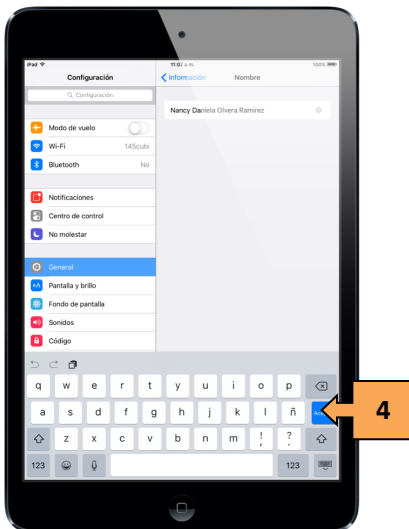 iPad 11:07 a.m. 100%
Configuración
Información Nombre
Configuración
Nancy Daniela Olvera Ramirez
Modo de vuelo
Wi-Fi 145cubi
Bluetooth No
Notificaciones
Centro de control
No molestar
General
AA Pantalla y brillo
Fondo de pantalla
Sonidos
Código
q w e r t y u i o p
a s d f g h j k l ñ
4
z x c v b n m ! , ? .
123 123